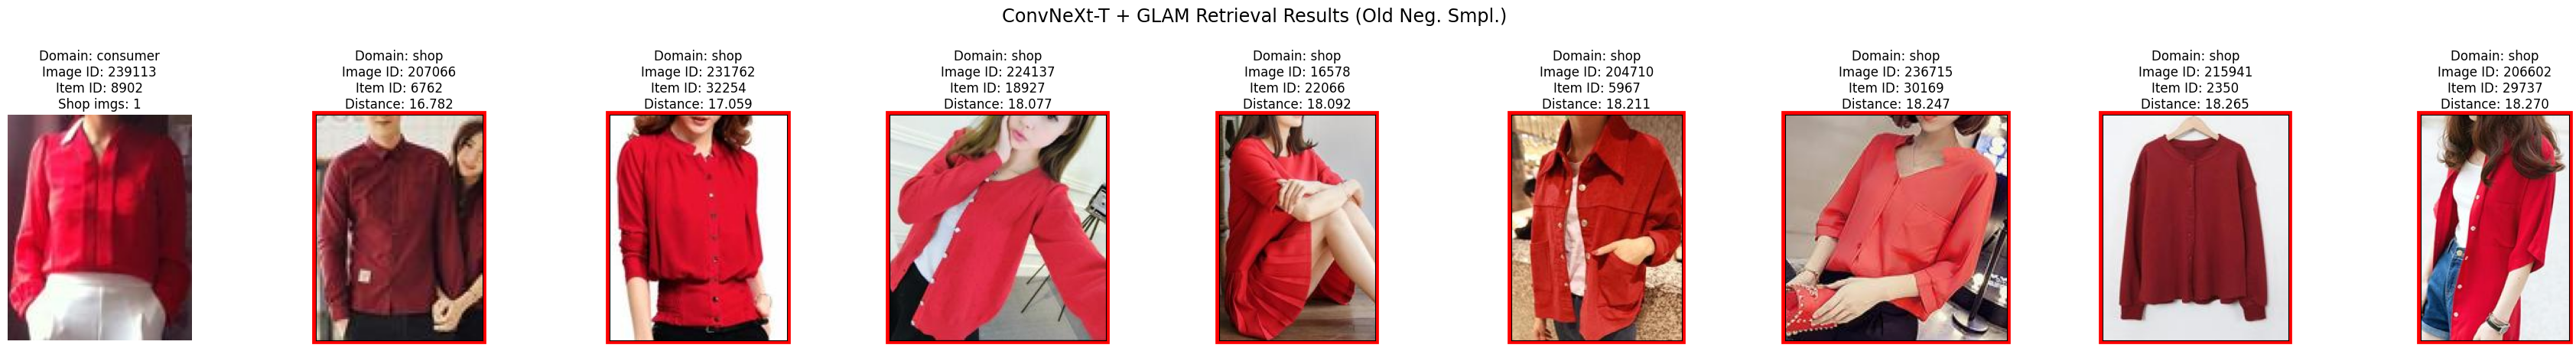 ConvNeXt-T + GLAM Retrieval Results (Old Neg. Smpl.)
Domain: consumer
Image ID: 239113
Item ID: 8902
Shop imgs: 1
Domain: shop
Image ID: 207066
Item ID: 6762
Distance: 16.782
Domain: shop
Image ID: 231762
Item ID: 32254
Distance: 17.059
Domain: shop
Image ID: 224137
Item ID: 18927
Distance: 18.077
Domain: shop
Image ID: 16578
Item ID: 22066
Distance: 18.092
Domain: shop
Image ID: 204710
Item ID: 5967
Distance: 18.211
Domain: shop
Image ID: 236715
Item ID: 30169
Distance: 18.247
Domain: shop
Image ID: 215941
Item ID: 2350
Distance: 18.265
Domain: shop
Image ID: 206602
Item ID: 29737
Distance: 18.270